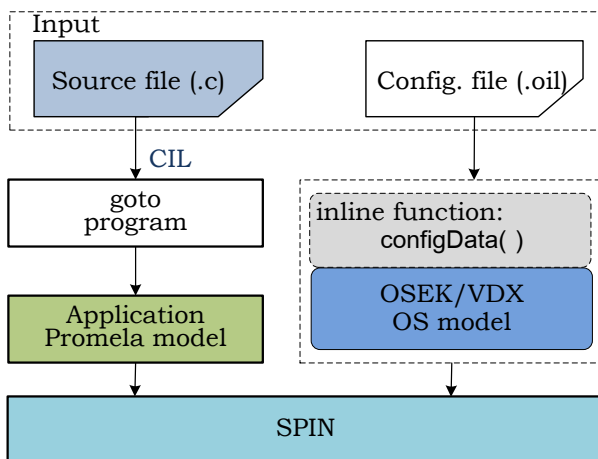 Input
Source file (.c)
Config. file (.oil)
CIL
goto
program
inline function:
configData( )
Application
Promela model
OSEK/VDX
OS model
SPIN